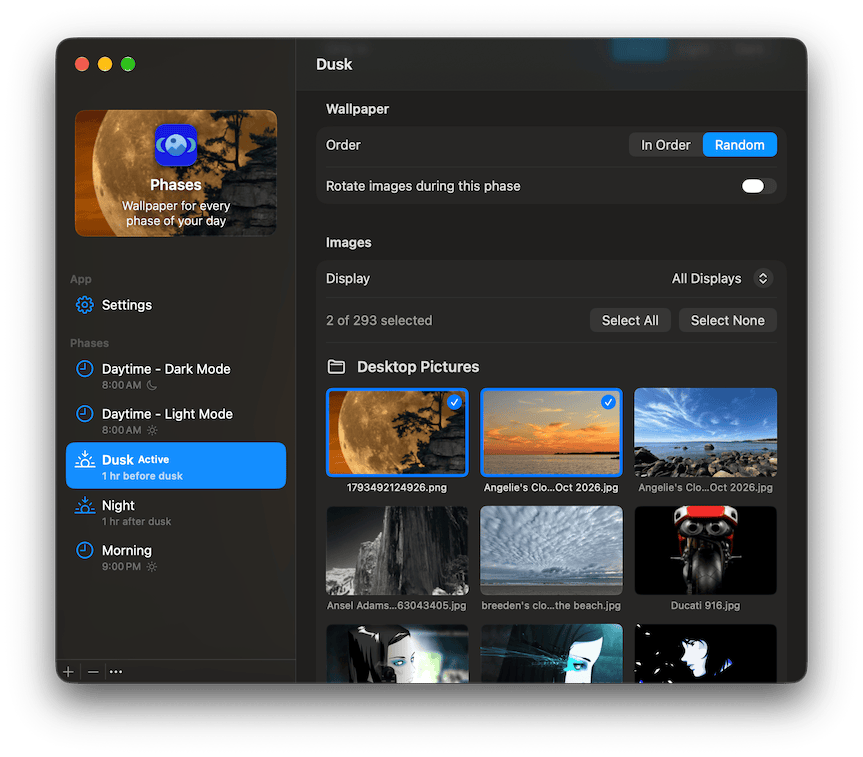 Dusk
Phases
Wallpaper for every
phase of your day
App
Settings
Phases
Daytime - Dark Mode
8:00 AM
Daytime - Light Mode
8:00 AM
Dusk Active
1 hr before dusk
Night
1 hr after dusk
Morning
9:00 PM
Wallpaper
Order
In Order
Random
Rotate images during this phase
Images
Display
All Displays
2 of 293 selected
Select All
Select None
Desktop Pictures
1793492124926.png
Angelie's Clo...Oct 2026.jpg
Angelie's Clo...Oct 2026.jpg
Ansel Adams...63043405.jpg
breeden's clo...the beach.jpg
Ducati 916.jpg